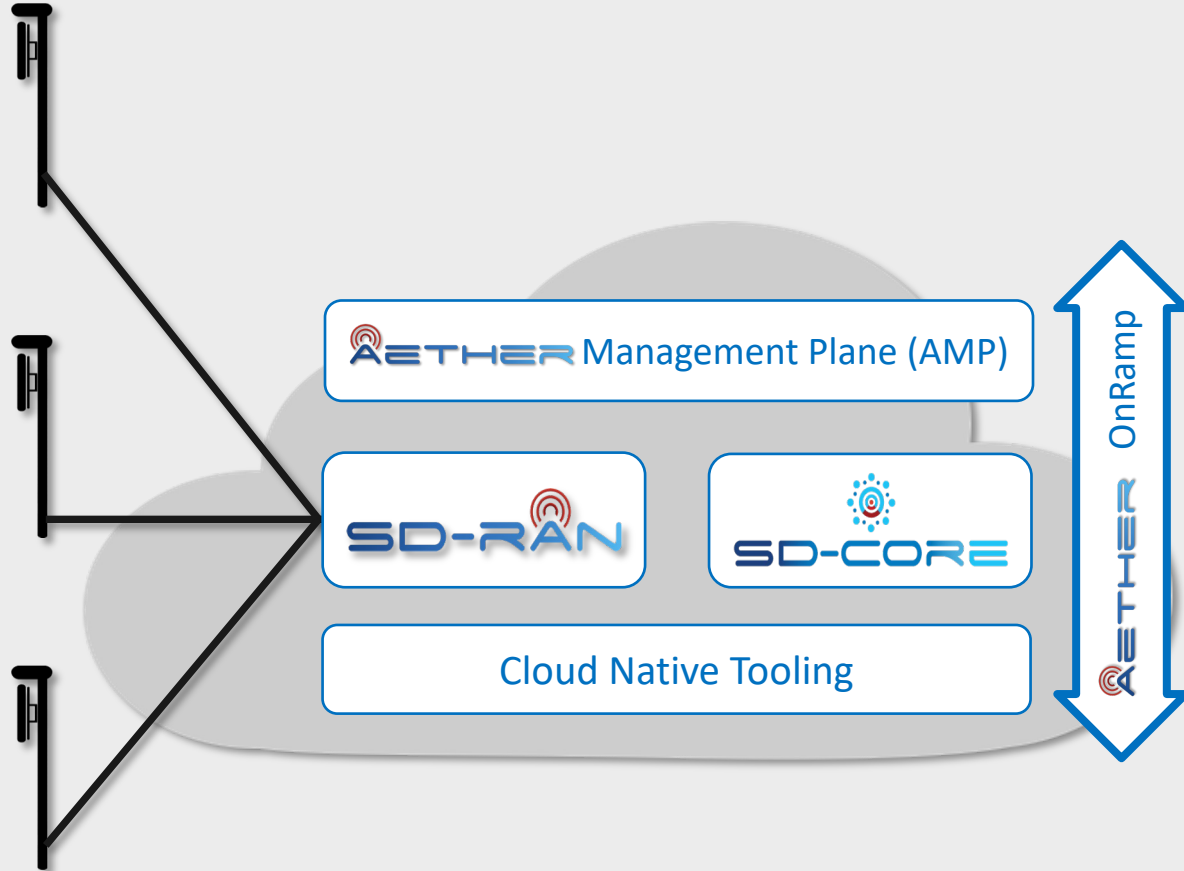 AETHER Management Plane (AMP)
SD-RAN
SD-CORE
Cloud Native Tooling
AETHER OnRamp